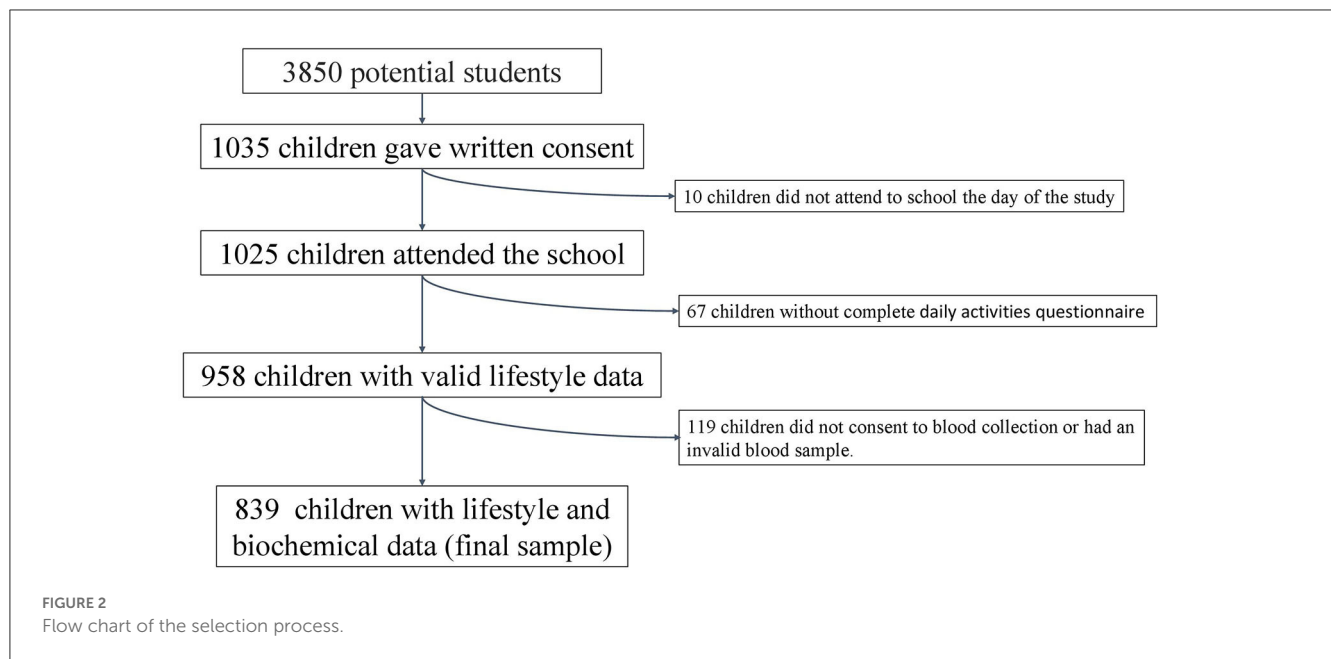 3850 potential students
1035 children gave written consent
10 children did not attend to school the day of the study
1025 children attended the school
67 children without complete daily activities questionnaire
958 children with valid lifestyle data
119 children did not consent to blood collection or had an
invalid blood sample.
839 children with lifestyle and
biochemical data (final sample)
FIGURE 2
Flow chart of the selection process.